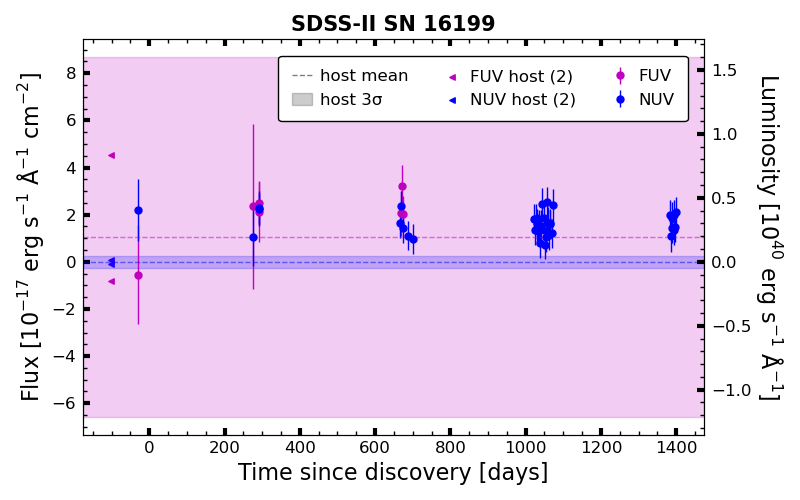 SDSS-II SN 16199
host mean
host 3σ
FUV host (2)
NUV host (2)
FUV
NUV
Flux [10⁻¹⁷ erg s⁻¹ Å⁻¹ cm⁻²]
8
6
4
2
0
−2
−4
−6
1.5
1.0
0.5
0.0
−0.5
−1.0
Luminosity [10⁴⁰ erg s⁻¹ Å⁻¹]
0 200 400 600 800 1000 1200 1400
Time since discovery [days]